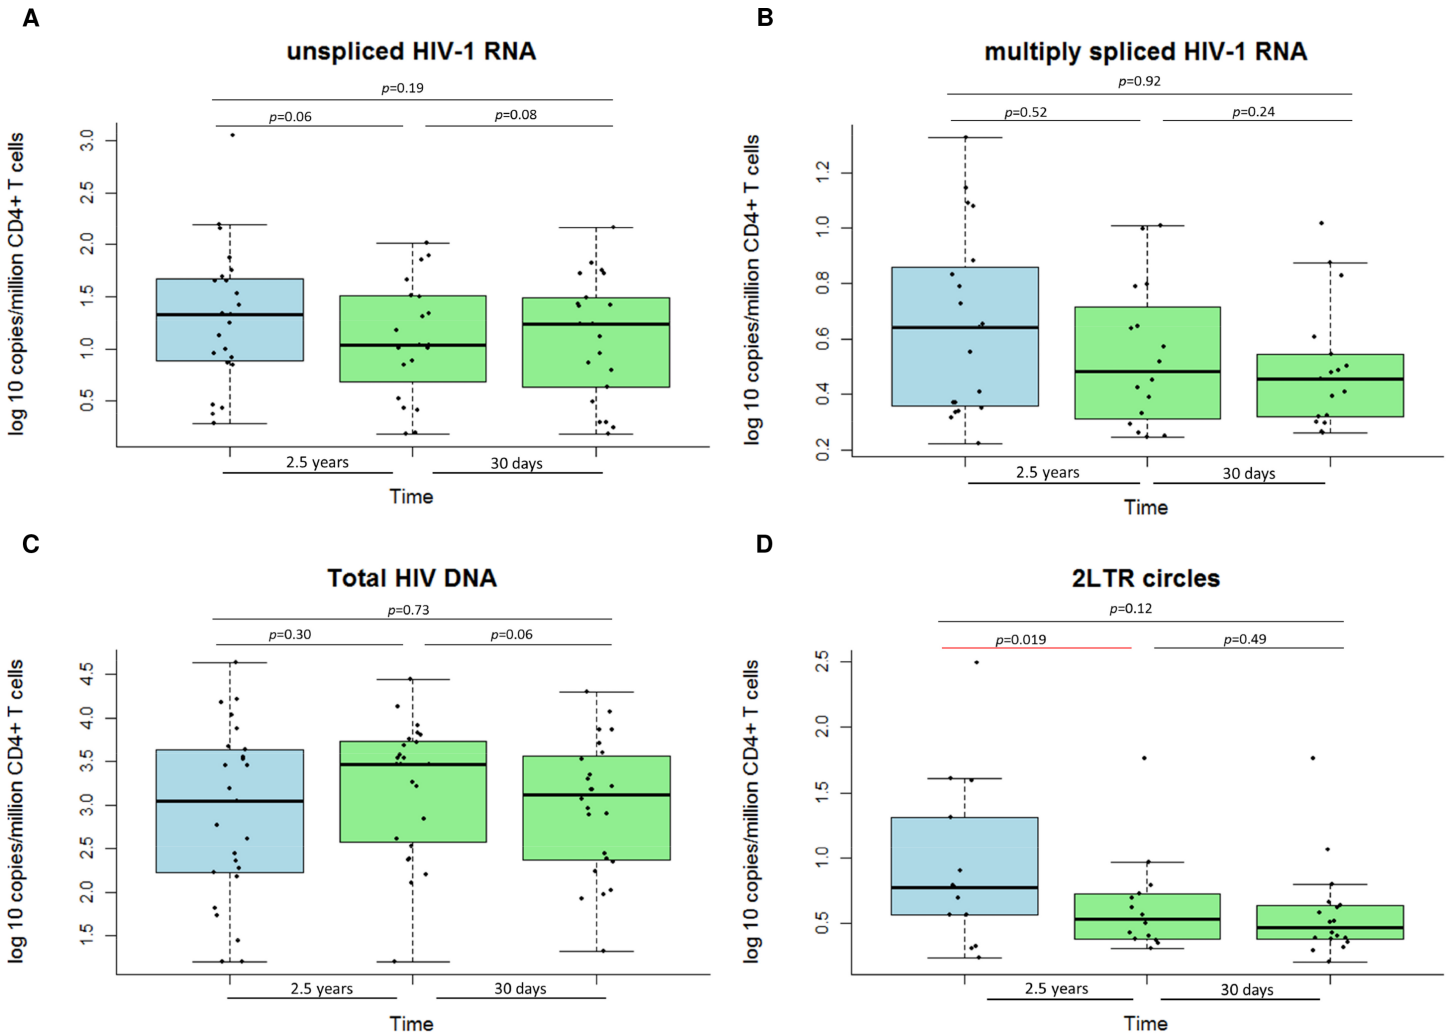 A
unspliced HIV-1 RNA
p=0.19
p=0.06
p=0.08
log 10 copies/million CD4+ T cells
3.0
2.5
2.0
1.5
1.0
0.5
2.5 years
30 days
Time
B
multiply spliced HIV-1 RNA
p=0.92
p=0.52
p=0.24
log 10 copies/million CD4+ T cells
1.2
1.0
0.8
0.6
0.4
0.2
2.5 years
30 days
Time
C
Total HIV DNA
p=0.73
p=0.30
p=0.06
log 10 copies/million CD4+ T cells
4.5
4.0
3.5
3.0
2.5
2.0
1.5
2.5 years
30 days
Time
D
2LTR circles
p=0.12
p=0.019
p=0.49
log 10 copies/million CD4+ T cells
2.5
2.0
1.5
1.0
0.5
2.5 years
30 days
Time